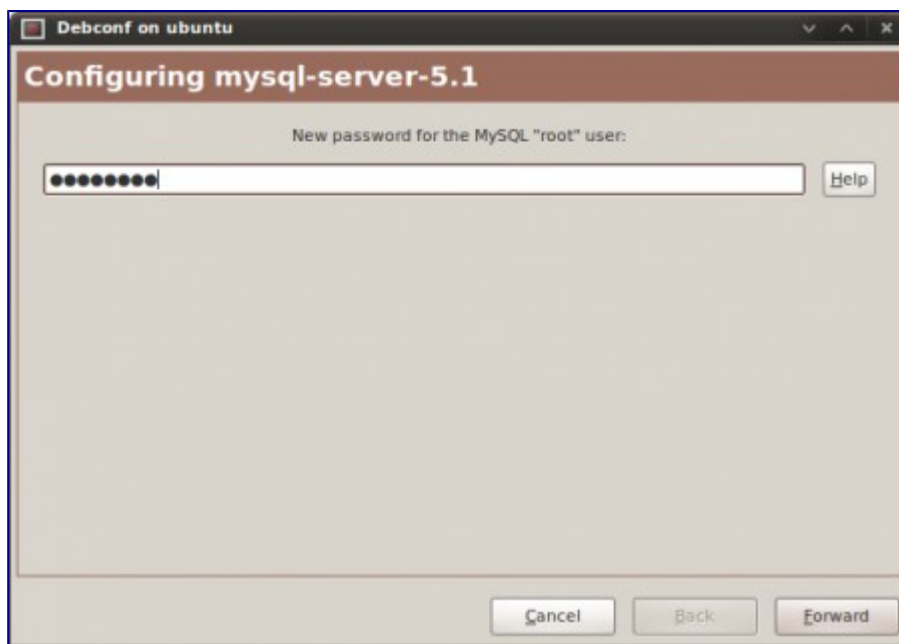 Debconf on ubuntu
Configuring mysql-server-5.1
New password for the MySQL "root" user:
●●●●●●●●
Help
Cancel
Back
Forward